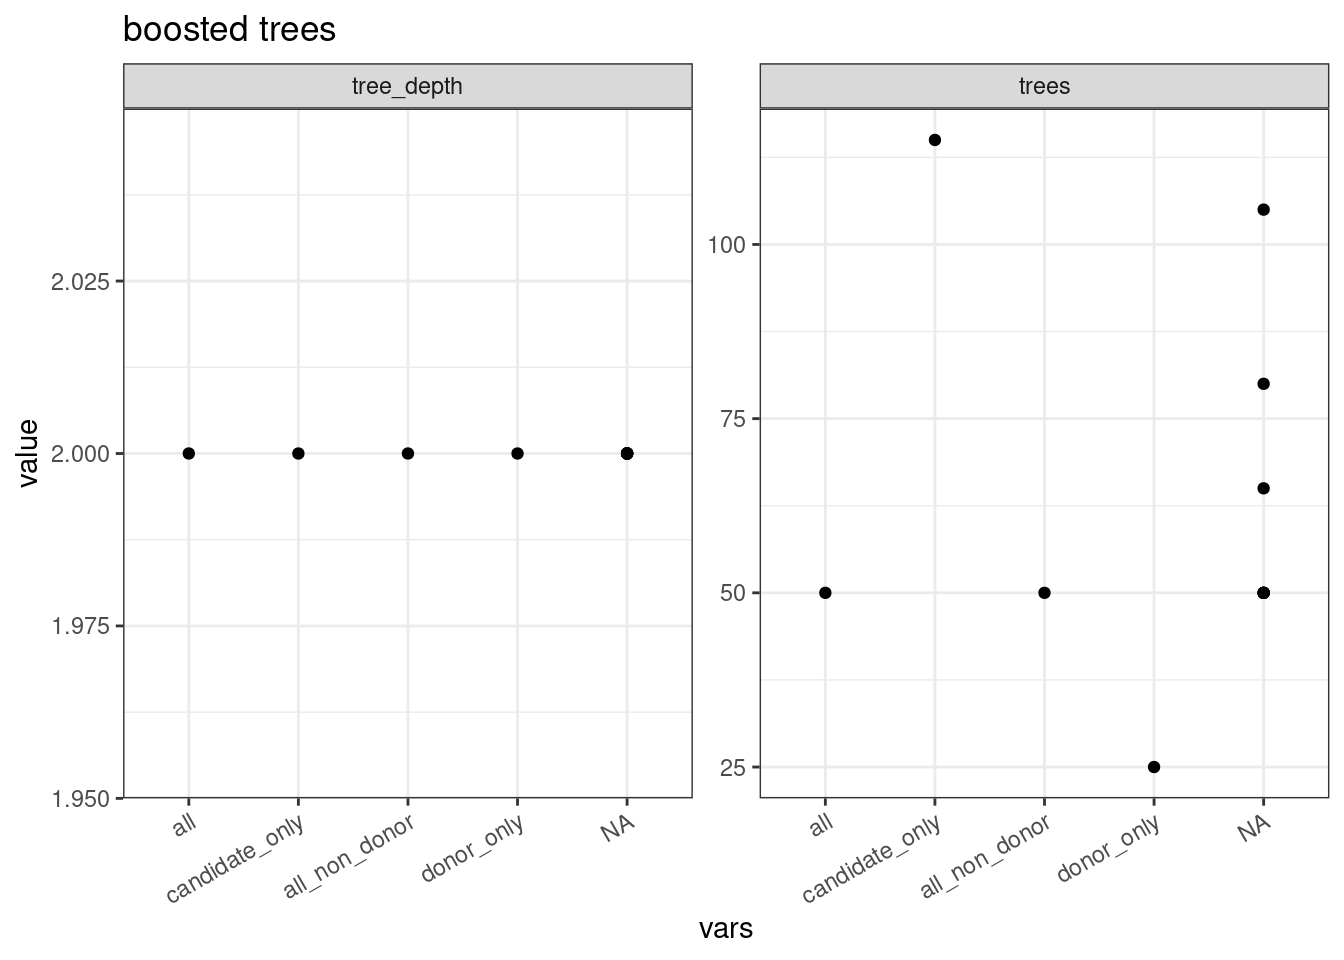 boosted trees
tree_depth
trees
value
2.025
2.000
1.975
1.950
100
75
50
25
all
candidate_only
all_non_donor
donor_only
NA
all
candidate_only
all_non_donor
donor_only
NA
vars